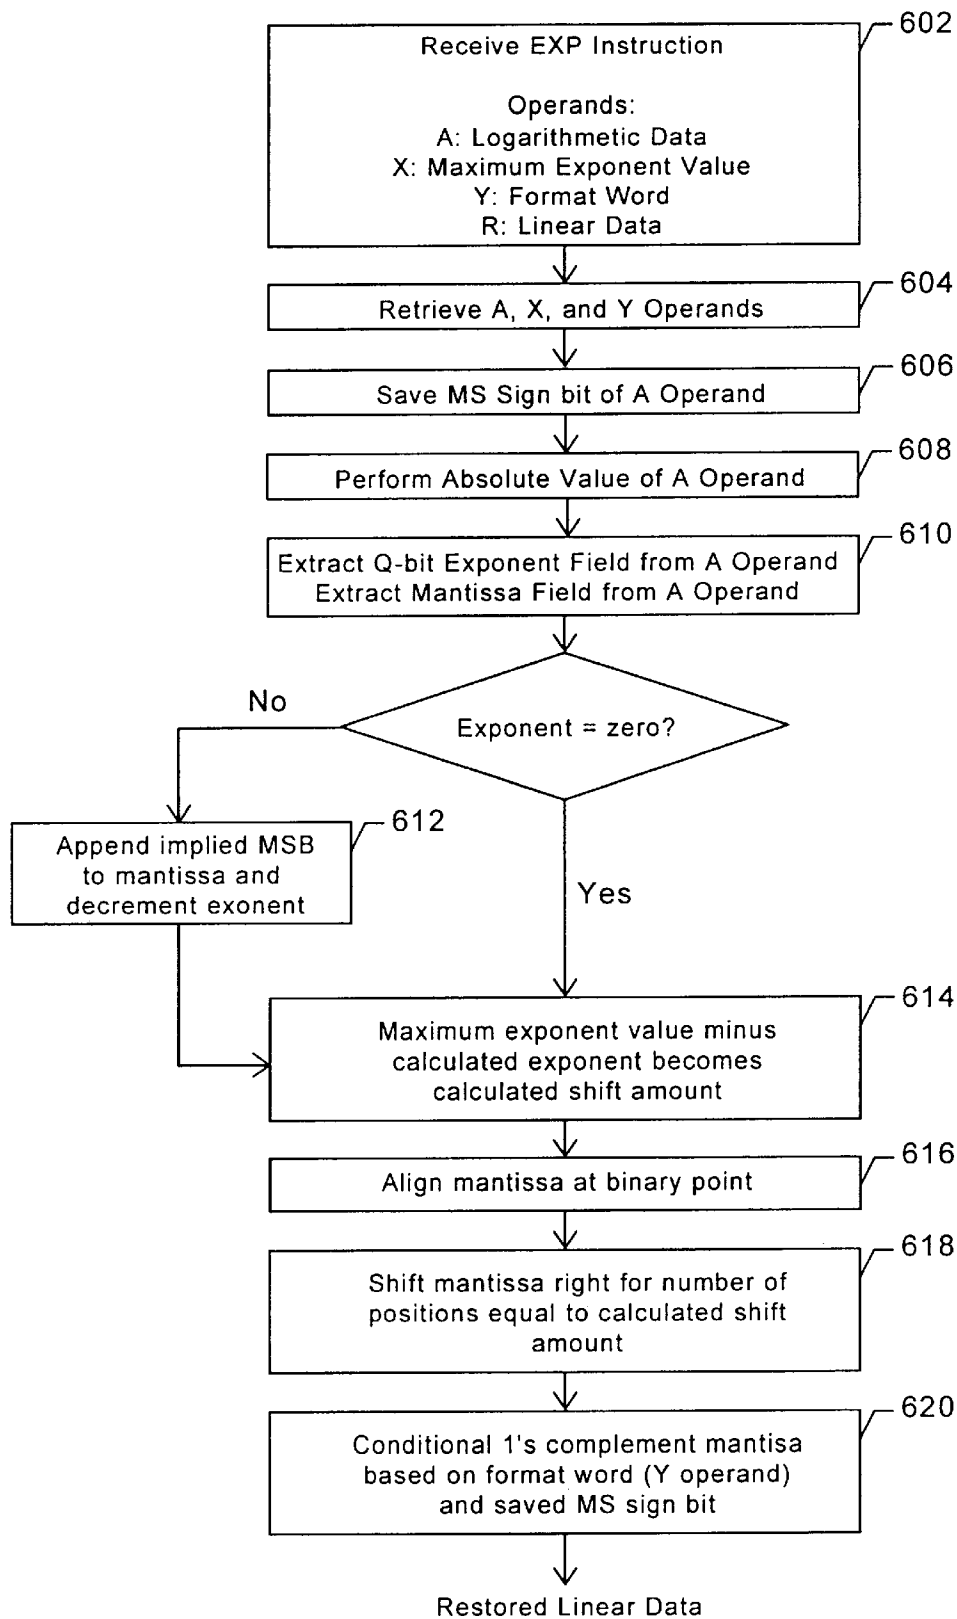 602
Receive EXP Instruction
Operands:
A: Logarithmetic Data
X: Maximum Exponent Value
Y: Format Word
R: Linear Data
604
Retrieve A, X, and Y Operands
606
Save MS Sign bit of A Operand
608
Perform Absolute Value of A Operand
610
Extract Q-bit Exponent Field from A Operand
Extract Mantissa Field from A Operand
No
Exponent = zero?
612
Append implied MSB
to mantissa and
decrement exonent
Yes
614
Maximum exponent value minus
calculated exponent becomes
calculated shift amount
616
Align mantissa at binary point
618
Shift mantissa right for number of
positions equal to calculated shift
amount
620
Conditional 1's complement mantisa
based on format word (Y operand)
and saved MS sign bit
Restored Linear Data